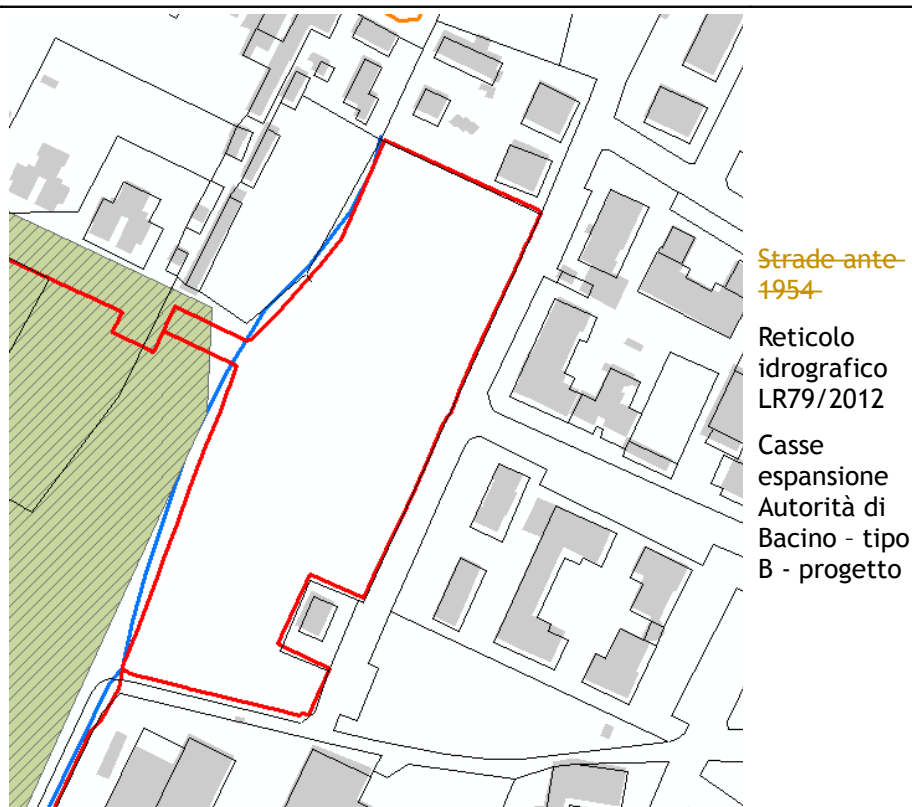 Strade ante
1954
Reticolo
idrografico
LR79/2012
Casse
espansione
Autorità di
Bacino – tipo
B - progetto